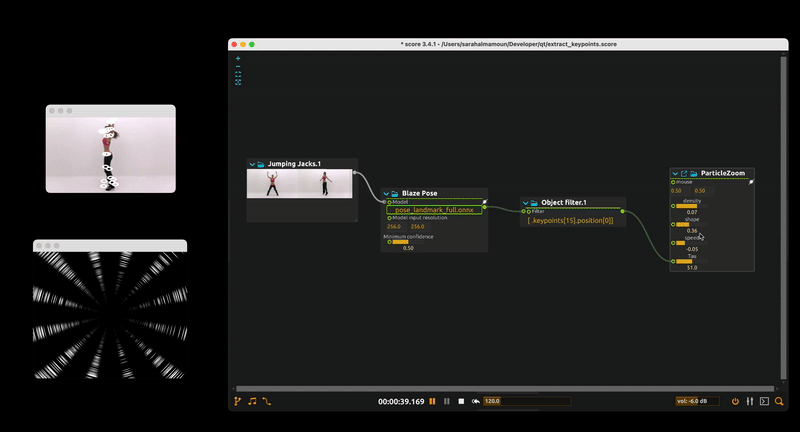 * score 3.4.1 - /Users/sarahalmamoun/Developer/qt/extract_keypoints.score
Jumping Jacks.1
Blaze Pose
Model
pose_landmark_full.onnx
Model input resolution
256.0 256.0
Minimum confidence
0.50
Object Filter.1
Filter
[ .keypoints[15].position[0]]
ParticleZoom
mouse
0.50 0.50
density
0.07
shape
0.36
speed
-0.05
Tau
51.0
00:00:39.169
120.0
vol: -6.0 dB